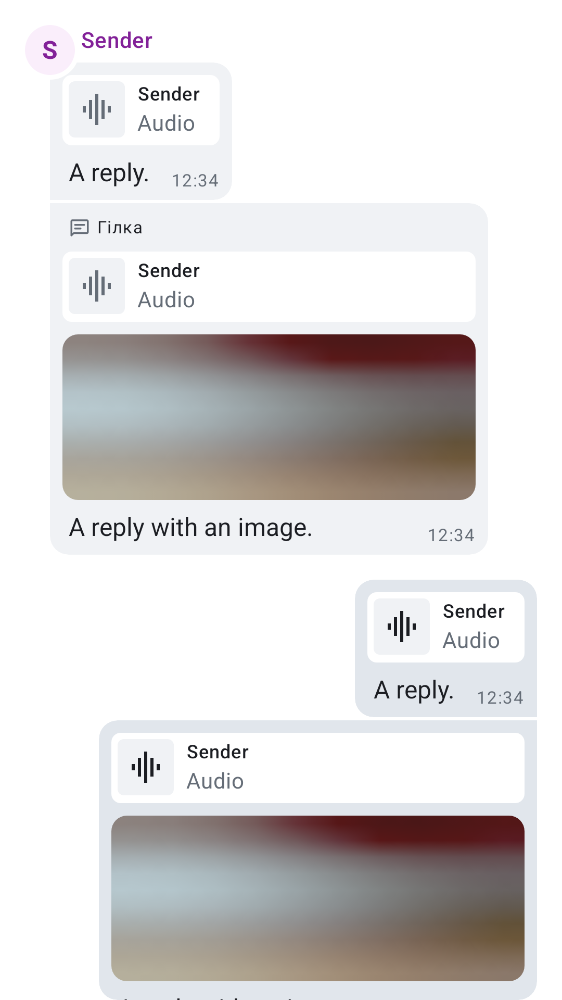 S
Sender
Sender
Audio
A reply.
12:34
Гілка
Sender
Audio
A reply with an image.
12:34
Sender
Audio
A reply.
12:34
Sender
Audio